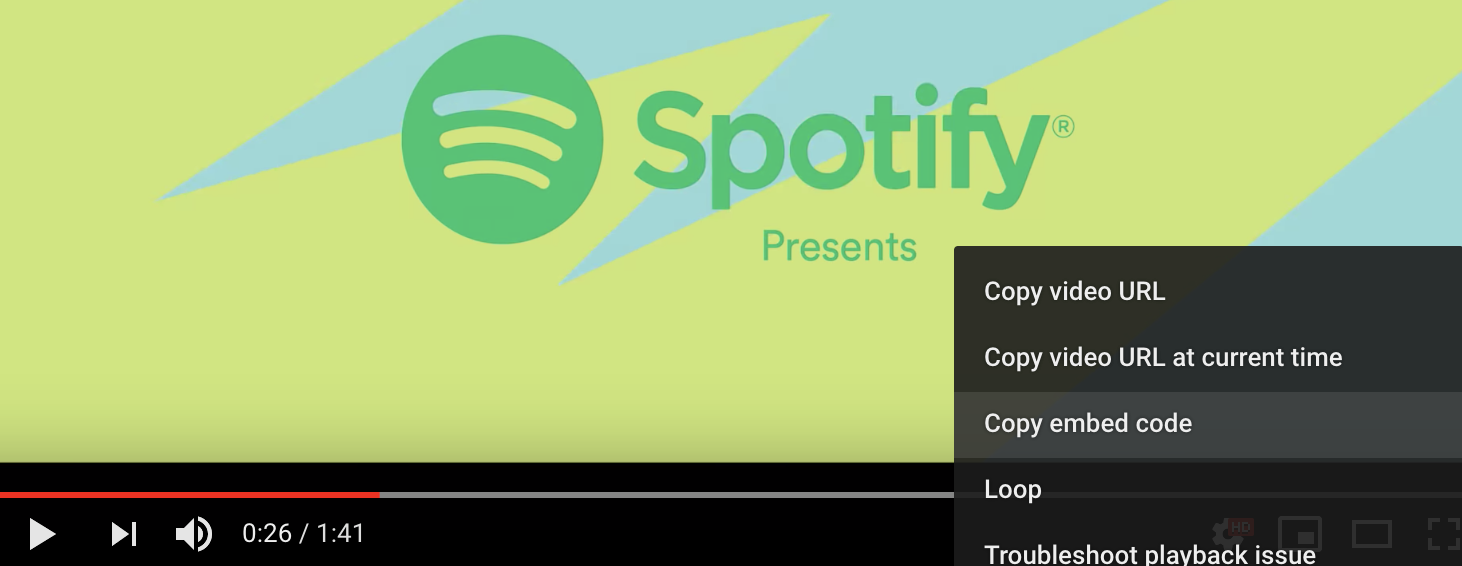 Spotify®
Presents
Copy video URL
Copy video URL at current time
Copy embed code
Loop
Troubleshoot playback issue
0:26 / 1:41
HD